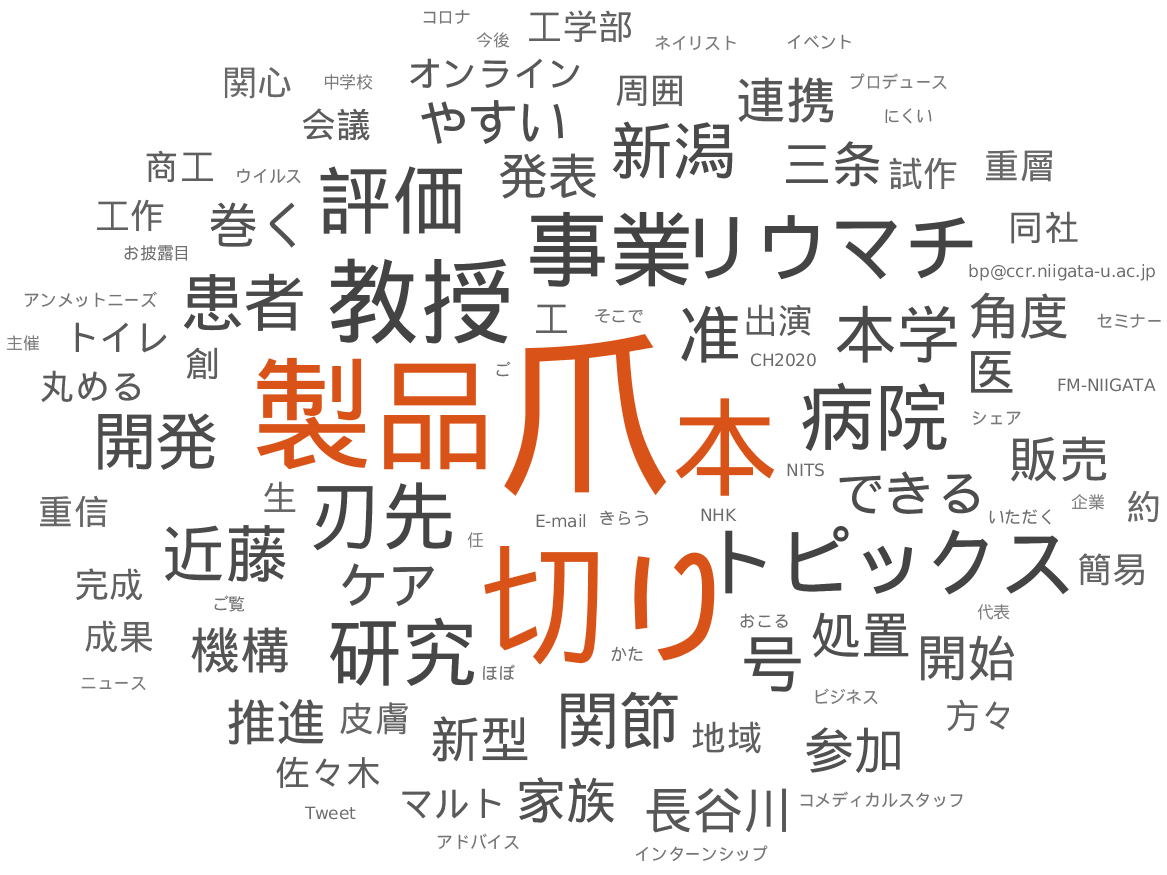 コロナ
今後
工学部
ネイリスト
イベント
関心
中学校
オンライン
周囲
連携
プロデュース
会議
やすい
新潟
にくい
商工
ウイルス
評価
発表
三条
試作
重層
工作
巻く
事業
リウマチ
同社
お披露目
患者
教授
bp@ccr.niigata-u.ac.jp
アンメットニーズ
工
そこで
准
出演
本学
角度
セミナー
主催
トイレ
創
CH2020
医
FM-NIIGATA
丸める
製品
ご
爪
本
病院
シェア
開発
NITS
販売
重信
生
刃先
E-mail
きらう
NHK
できる
いただく
企業
約
近藤
任
トピックス
簡易
完成
ケア
切り
ご覧
おこる
代表
成果
機構
研究
ほぼ
かた
号
処置
開始
ニュース
ビジネス
推進
皮膚
新型
関節
地域
参加
方々
佐々木
マルト
家族
長谷川
コメディカルスタッフ
Tweet
アドバイス
インターンシップ